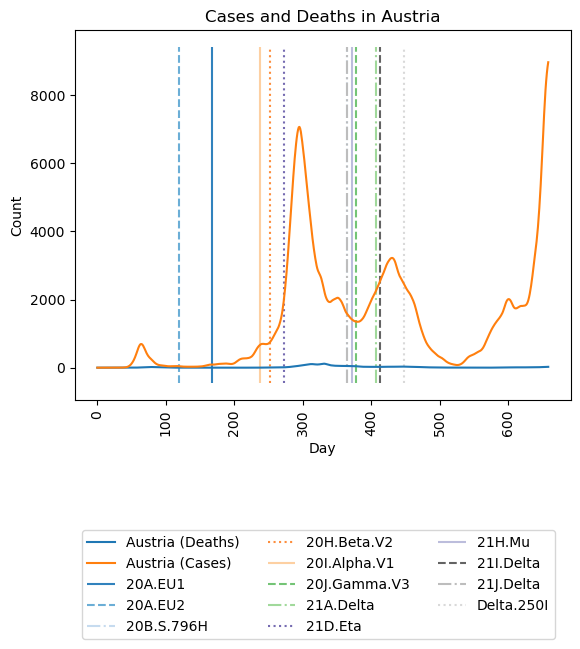 Cases and Deaths in Austria
Count
8000
6000
4000
2000
0
0
100
200
300
400
500
600
Day
Austria (Deaths)
Austria (Cases)
20A.EU1
20A.EU2
20B.S.796H
20H.Beta.V2
20I.Alpha.V1
20J.Gamma.V3
21A.Delta
21D.Eta
21H.Mu
21I.Delta
21J.Delta
Delta.250I